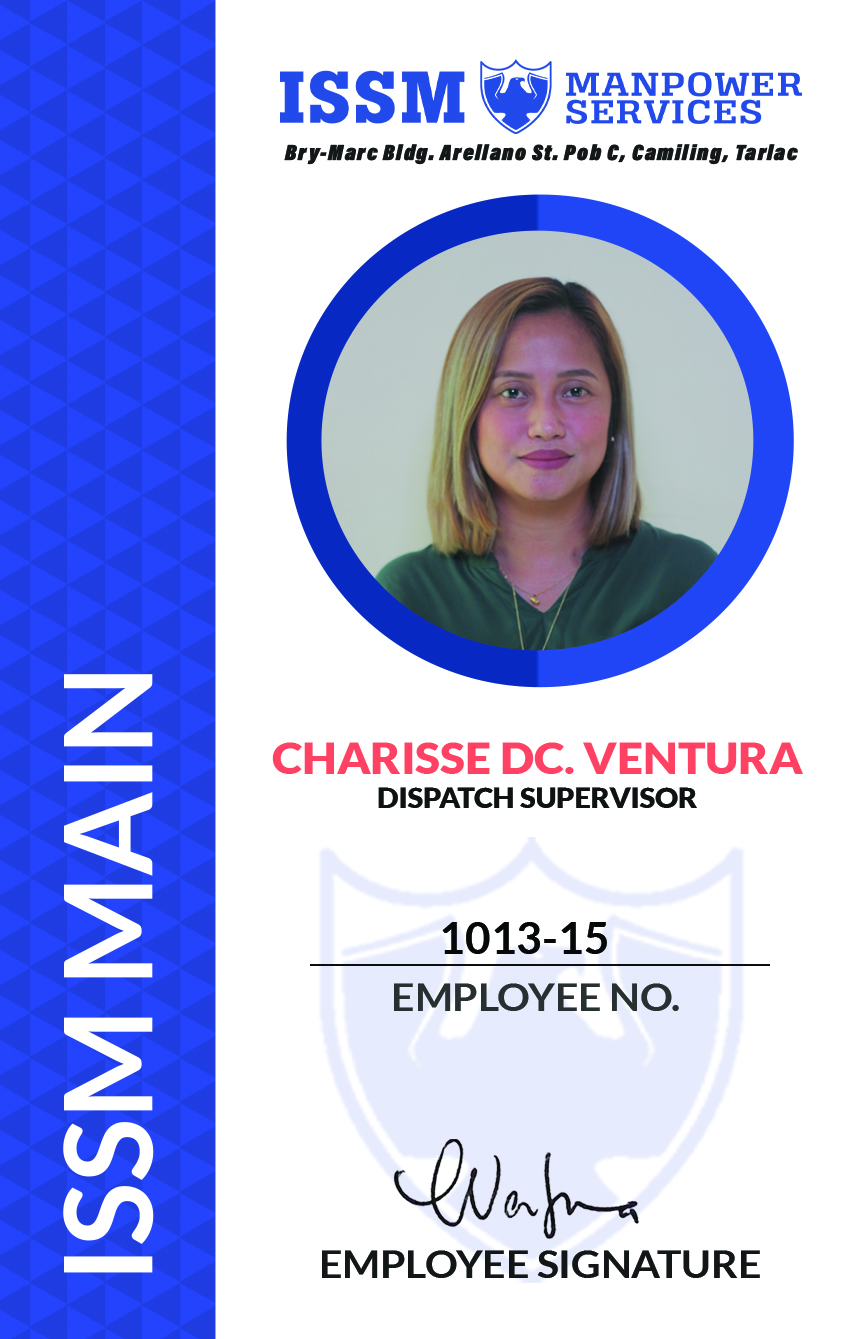 ISSM MANPOWER SERVICES
Bry-Marc Bldg. Arellano St. Pob C, Camiling, Tarlac
CHARISSE DC. VENTURA
DISPATCH SUPERVISOR
1013-15
EMPLOYEE NO.
EMPLOYEE SIGNATURE
ISSM MAIN